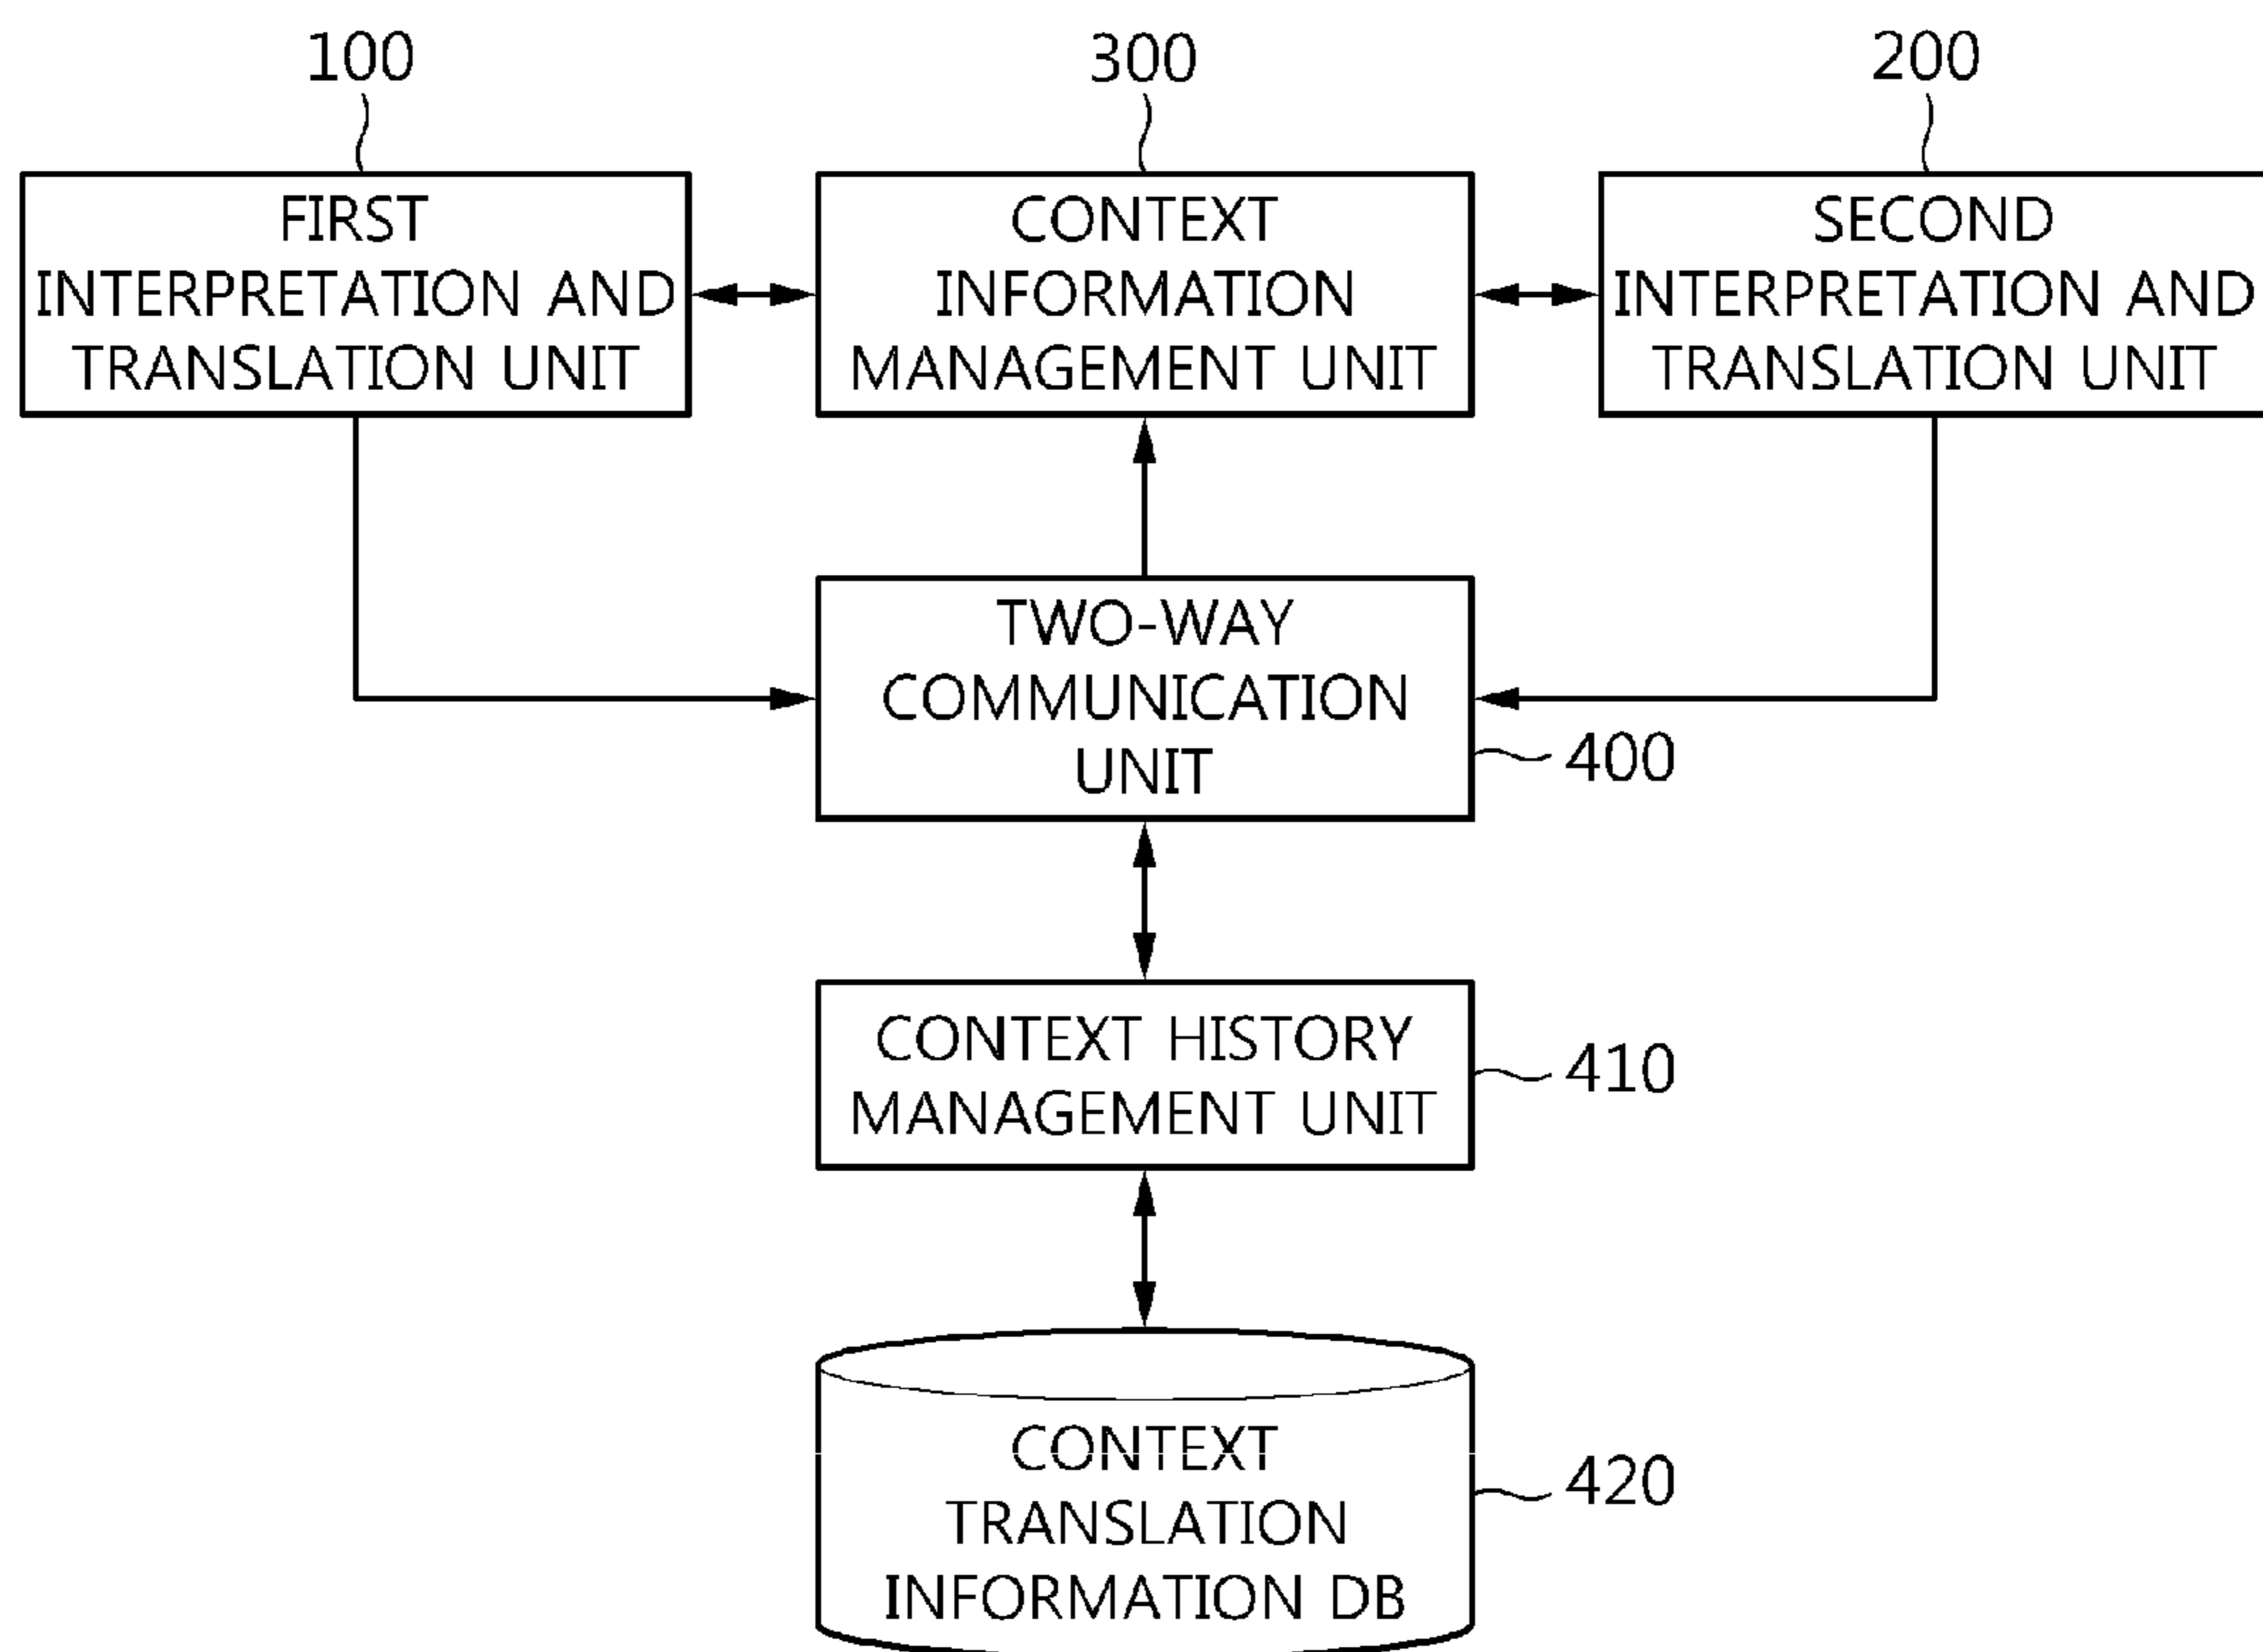 100
300
200
FIRST
INTERPRETATION AND
TRANSLATION UNIT
CONTEXT
INFORMATION
MANAGEMENT UNIT
SECOND
INTERPRETATION AND
TRANSLATION UNIT
TWO-WAY
COMMUNICATION
UNIT
400
CONTEXT HISTORY
MANAGEMENT UNIT
410
CONTEXT
TRANSLATION
INFORMATION DB
420